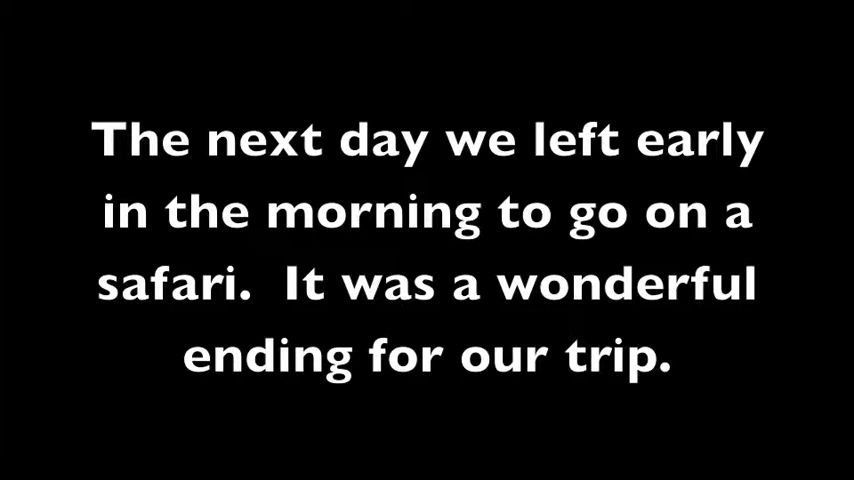 The next day we left early
in the morning to go on a
safari.  It was a wonderful
ending for our trip.